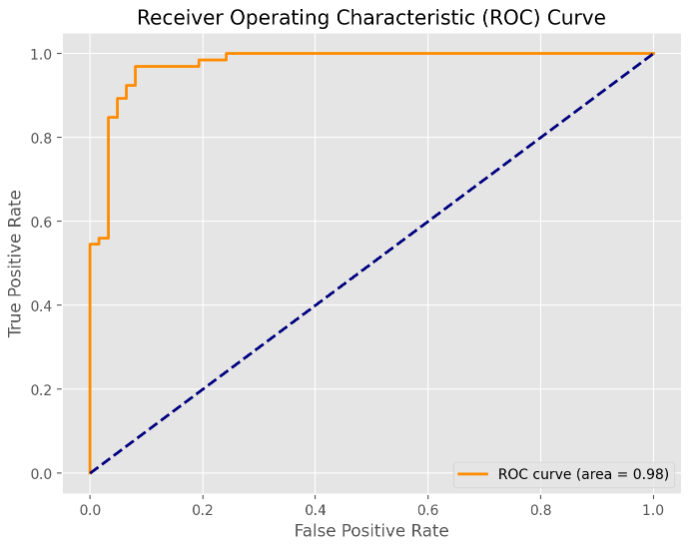 Receiver Operating Characteristic (ROC) Curve
1.0
0.8
0.6
0.4
0.2
0.0
True Positive Rate
ROC curve (area = 0.98)
0.0 0.2 0.4 0.6 0.8 1.0
False Positive Rate